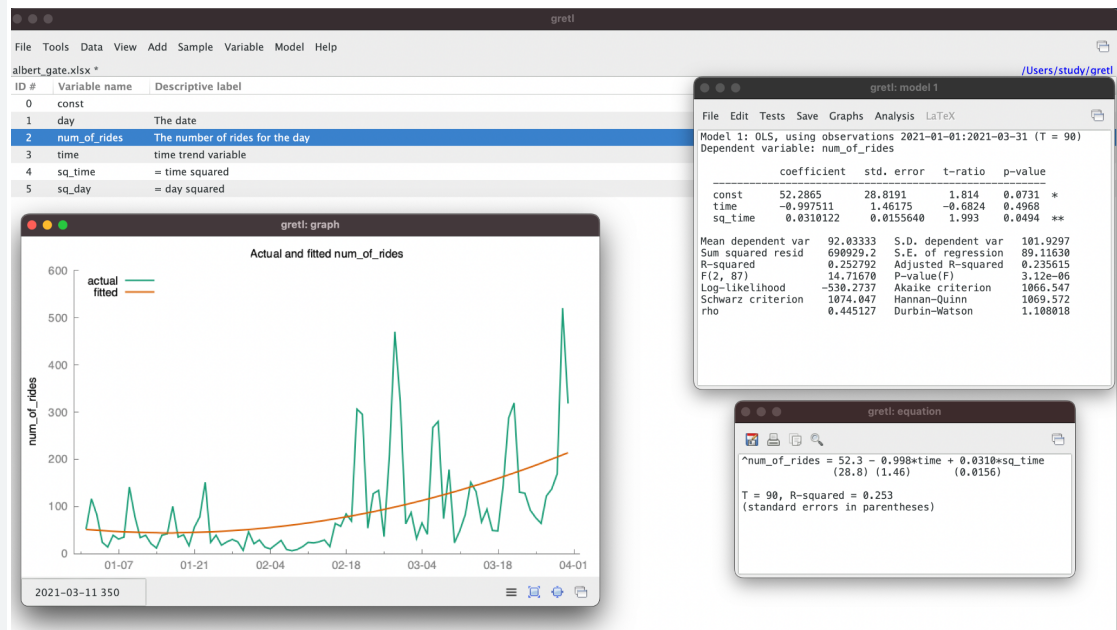 gretl
File Tools Data View Add Sample Variable Model Help
albert_gate.xlsx *
/Users/study/gretl
ID # Variable name Descriptive label
0 const
1 day The date
2 num_of_rides The number of rides for the day
3 time time trend variable
4 sq_time = time squared
5 sq_day = day squared
gretl: graph
Actual and fitted num_of_rides
actual
fitted
num_of_rides
600
500
400
300
200
100
0
01-07 01-21 02-04 02-18 03-04 03-18 04-01
2021-03-11 350
gretl: model 1
File Edit Tests Save Graphs Analysis LaTeX
Model 1: OLS, using observations 2021-01-01:2021-03-31 (T = 90)
Dependent variable: num_of_rides
coefficient std. error t-ratio p-value
const 52.2865 28.8191 1.814 0.0731 *
time -0.997511 1.46175 -0.6824 0.4968
sq_time 0.0310122 0.0155640 1.993 0.0494 **
Mean dependent var 92.03333 S.D. dependent var 101.9297
Sum squared resid 690929.2 S.E. of regression 89.11630
R-squared 0.252792 Adjusted R-squared 0.235615
F(2, 87) 14.71670 P-value(F) 3.12e-06
Log-likelihood -530.2737 Akaike criterion 1066.547
Schwarz criterion 1074.047 Hannan-Quinn 1069.572
rho 0.445127 Durbin-Watson 1.108018
gretl: equation
^num_of_rides = 52.3 - 0.998*time + 0.0310*sq_time
(28.8) (1.46) (0.0156)
T = 90, R-squared = 0.253
(standard errors in parentheses)